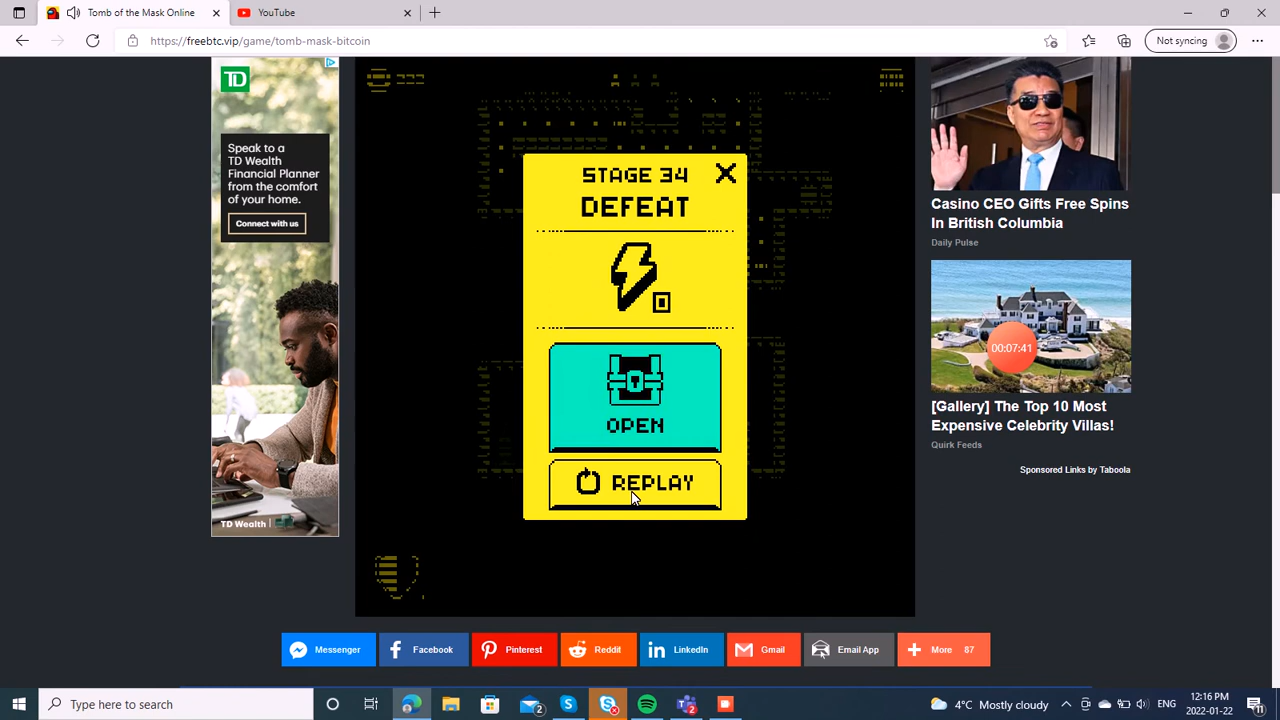 Tomb of the Mask Online
YouTube
https://freebtc.vip/game/tomb-mask-bitcoin
Not syncing
TD
Speak to a
TD Wealth
Financial Planner
from the comfort
of your home.
Connect with us
TD Wealth
STAGE 34
DEFEAT
OPEN
REPLAY
Casino CEO Gifts Free Spins
In British Columbia
Daily Pulse
00:07:41
[Gallery] The Top 10 Most
Expensive Celebrity Villas!
Quirk Feeds
Sponsored Links by Taboola
Messenger
Facebook
Pinterest
Reddit
LinkedIn
Gmail
Email App
More 87
Type here to search
2
2
4°C Mostly cloudy
ENG
2022-01-22